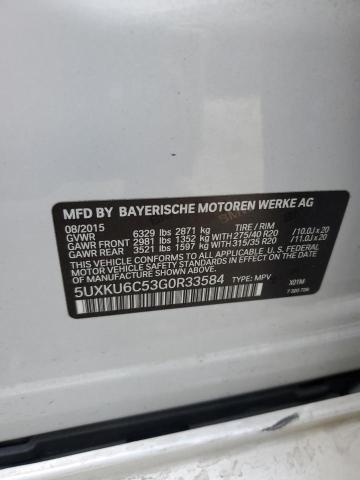 MFD BY BAYERISCHE MOTOREN WERKE AG
08/2015 TIRE / RIM
GVWR 6329 lbs 2871 kg
GAWR FRONT 2981 lbs 1352 kg WITH 275/40 R20 /10.0J x 20
GAWR REAR 3521 lbs 1597 kg WITH 315/35 R20 /11.0J x 20
THIS VEHICLE CONFORMS TO ALL APPLICABLE U.S. FEDERAL
MOTOR VEHICLE SAFETY STANDARDS IN EFFECT ON THE DATE
OF MANUFACTURE SHOWN ABOVE.
5UXKU6C53G0R33584 TYPE: MPV X01M